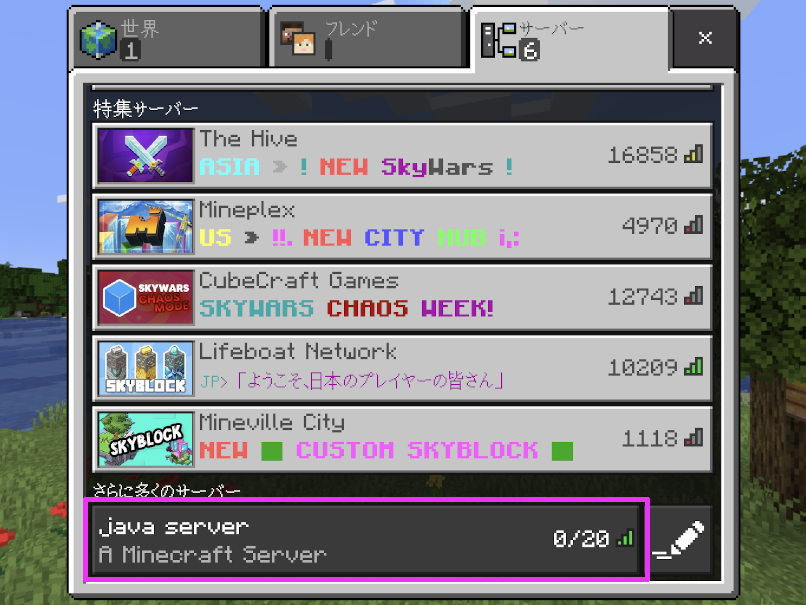 世界
1
フレンド
サーバー
6
特集サーバー
The Hive
ASIA > ! NEW SkyWars !
16858
Mineplex
US > !!. NEW CITY HUB
4970
SKYWARS
CHAOS
MODE
CubeCraft Games
SKYWARS CHAOS WEEK!
12743
SKYBLOCK
Lifeboat Network
JP>「ようこそ、日本のプレイヤーの皆さん」
10209
SKYBLOCK
Mineville City
NEW CUSTOM SKYBLOCK
1118
さらに多くのサーバー
java server
A Minecraft Server
0/20